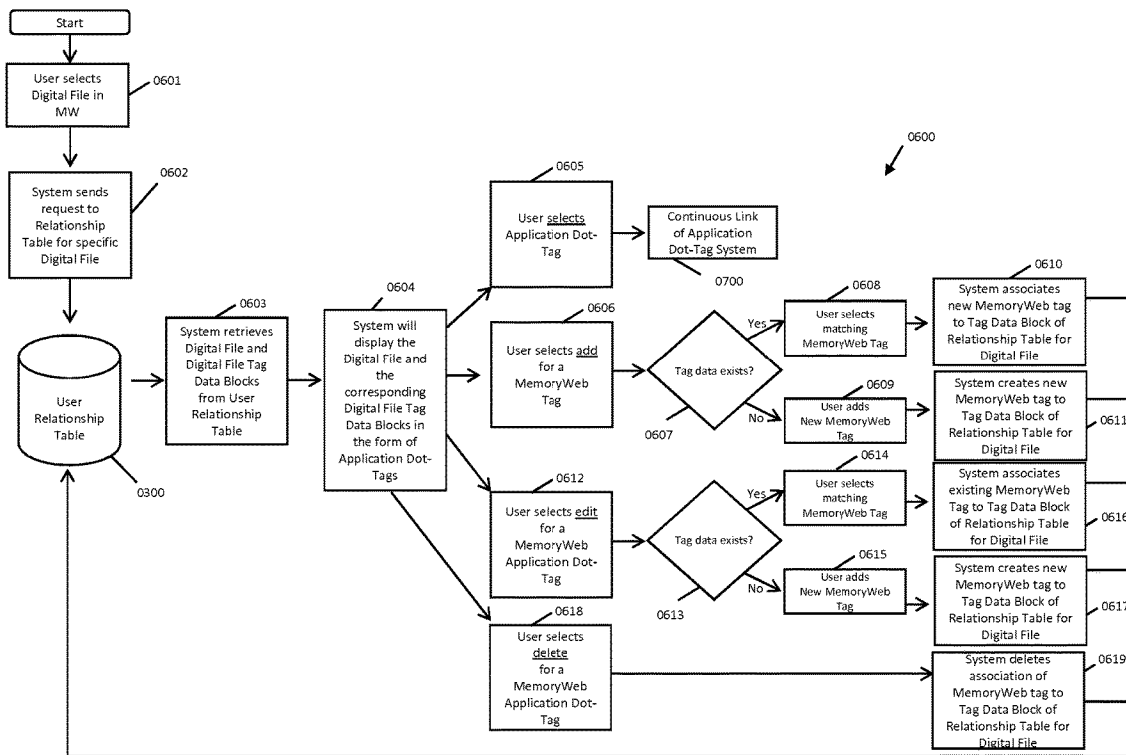 Start
0601
User selects
Digital File in
MW
0602
System sends
request to
Relationship
Table for specific
Digital File
User
Relationship
Table
0300
0603
System retrieves
Digital File and
Digital File Tag
Data Blocks
from User
Relationship
Table
0604
System will
display the
Digital File and
the
corresponding
Digital File Tag
Data Blocks in
the form of
Application Dot-
Tags
0600
0605
User selects
Application Dot-
Tag
Continuous Link
of Application
Dot-Tag System
0700
0606
User selects add
for a
MemoryWeb
Tag
Tag data exists?
0607
Yes
No
0608
User selects
matching
MemoryWeb Tag
0609
User adds
New MemoryWeb
Tag
0610
System associates
new MemoryWeb tag
to Tag Data Block of
Relationship Table for
Digital File
System creates new
MemoryWeb tag to
Tag Data Block of
Relationship Table for
Digital File
0611
0612
User selects edit
for a
MemoryWeb
Application Dot-
Tag
Tag data exists?
0613
Yes
No
0614
User selects
matching
MemoryWeb Tag
0615
User adds
New MemoryWeb
Tag
System associates
existing MemoryWeb
Tag to Tag Data Block
of Relationship Table
for Digital File
0616
System creates new
MemoryWeb tag to
Tag Data Block of
Relationship Table for
Digital File
0617
0618
User selects
delete
for a
MemoryWeb
Application Dot-
Tag
System deletes
association of
MemoryWeb tag to
Tag Data Block of
Relationship Table for
Digital File
0619